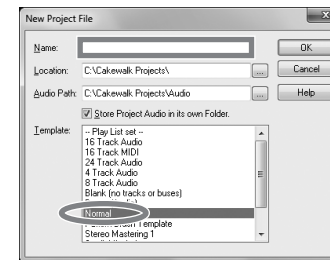 New Project File
Name:
OK
Location: C:\Cakewalk Projects\ ... Cancel
Audio Path: C:\Cakewalk Projects\Audio ... Help
Store Project Audio in its own Folder.
Template:
-- Play List set --
16 Track Audio
16 Track MIDI
24 Track Audio
4 Track Audio
8 Track Audio
Blank (no tracks or buses)
Normal
Template
Stereo Mastering 1